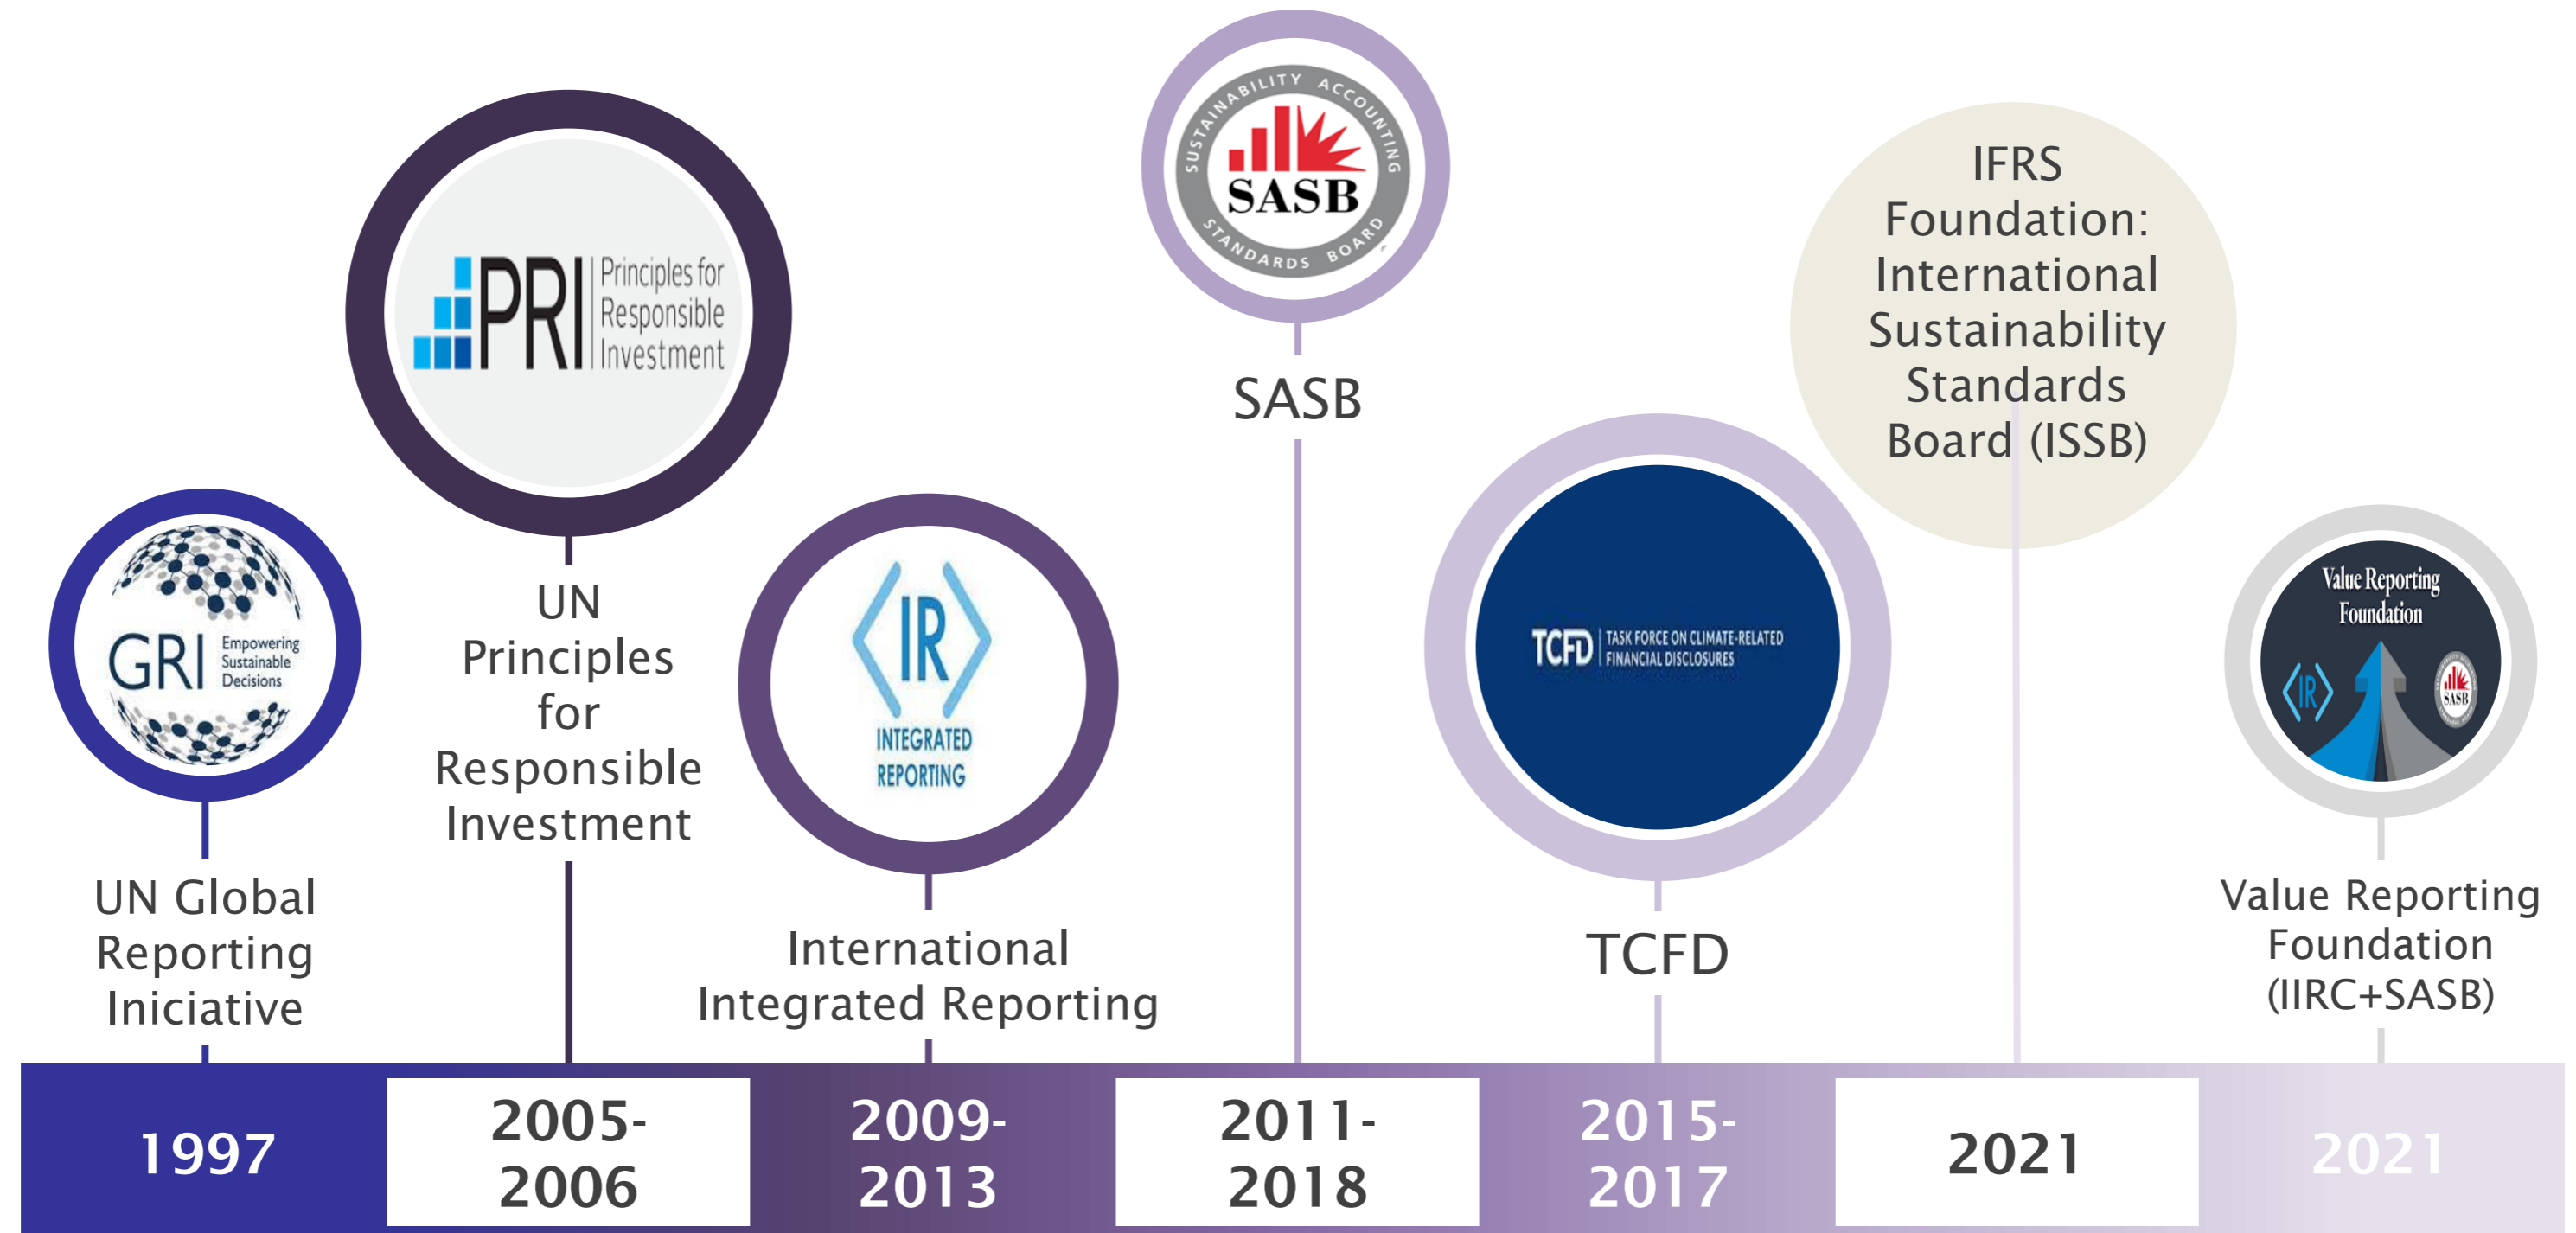 GRI
Empowering
Sustainable
Decisions
UN Global
Reporting
Iniciative
1997
PRI
Principles for
Responsible
Investment
UN
Principles
for
Responsible
Investment
2005-
2006
IR
INTEGRATED
REPORTING
International
Integrated Reporting
2009-
2013
SUSTAINABILITY ACCOUNTING
SASB
STANDARDS BOARD
SASB
2011-
2018
TCFD
TASK FORCE ON CLIMATE-RELATED
FINANCIAL DISCLOSURES
TCFD
2015-
2017
IFRS
Foundation:
International
Sustainability
Standards
Board (ISSB)
2021
Value Reporting
Foundation
IR
SASB
Value Reporting
Foundation
(IIRC+SASB)
2021